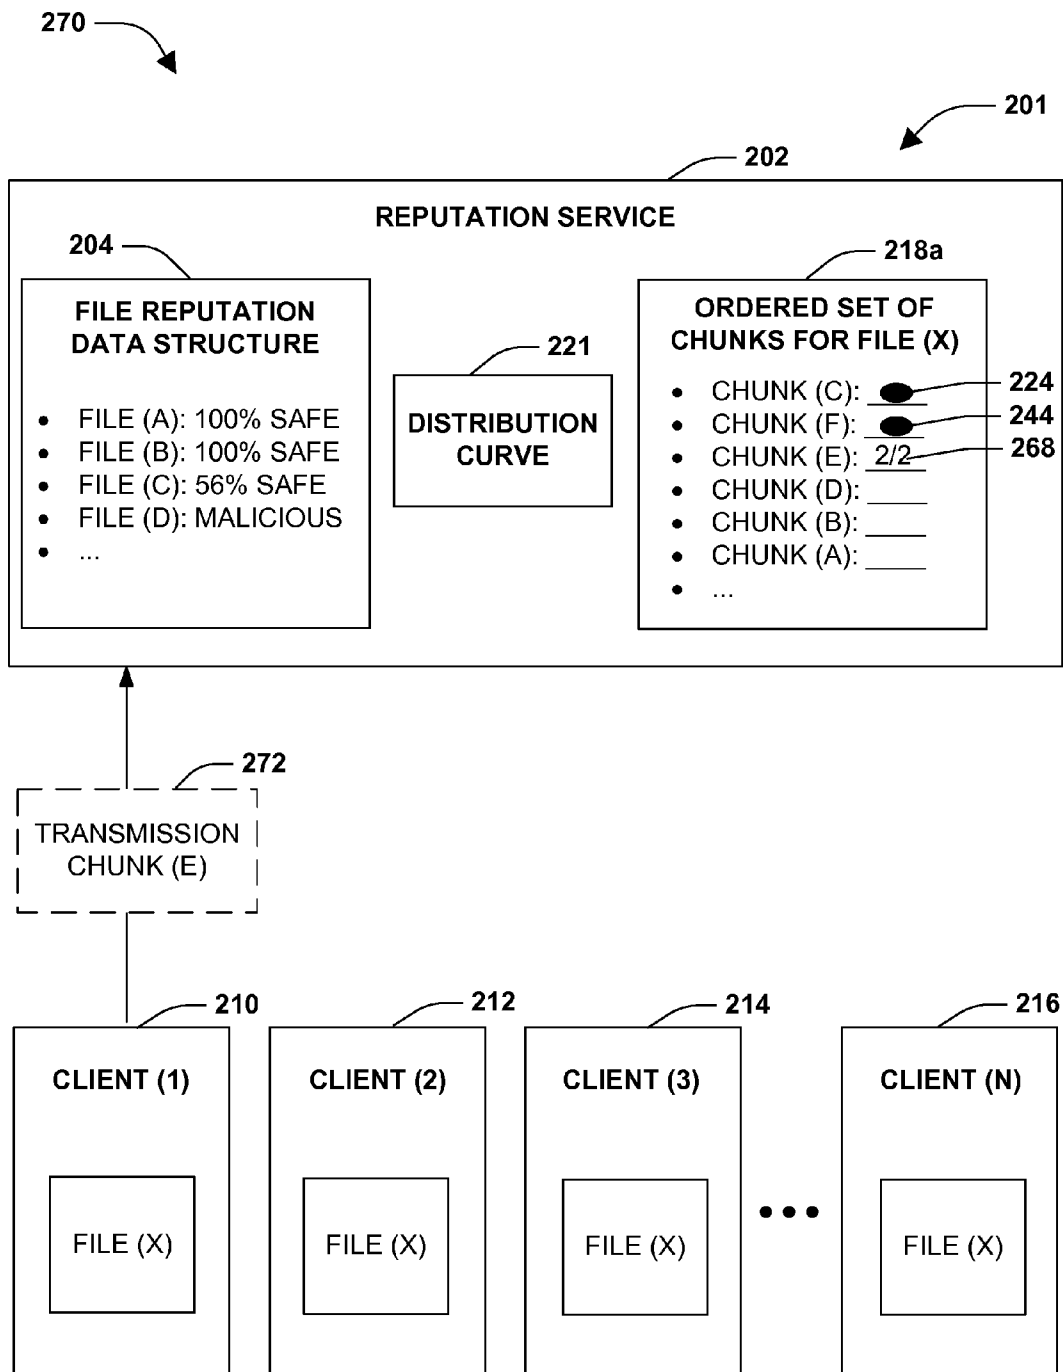 270
201
202
REPUTATION SERVICE
204
218a
FILE REPUTATION
DATA STRUCTURE
• FILE (A): 100% SAFE
• FILE (B): 100% SAFE
• FILE (C): 56% SAFE
• FILE (D): MALICIOUS
• ...
221
DISTRIBUTION
CURVE
ORDERED SET OF
CHUNKS FOR FILE (X)
• CHUNK (C): 224
• CHUNK (F): 244
• CHUNK (E): 2/2 268
• CHUNK (D): ____
• CHUNK (B): ____
• CHUNK (A): ____
• ...
272
TRANSMISSION
CHUNK (E)
210
212
214
216
CLIENT (1)
CLIENT (2)
CLIENT (3)
CLIENT (N)
FILE (X)
FILE (X)
FILE (X)
•••
FILE (X)